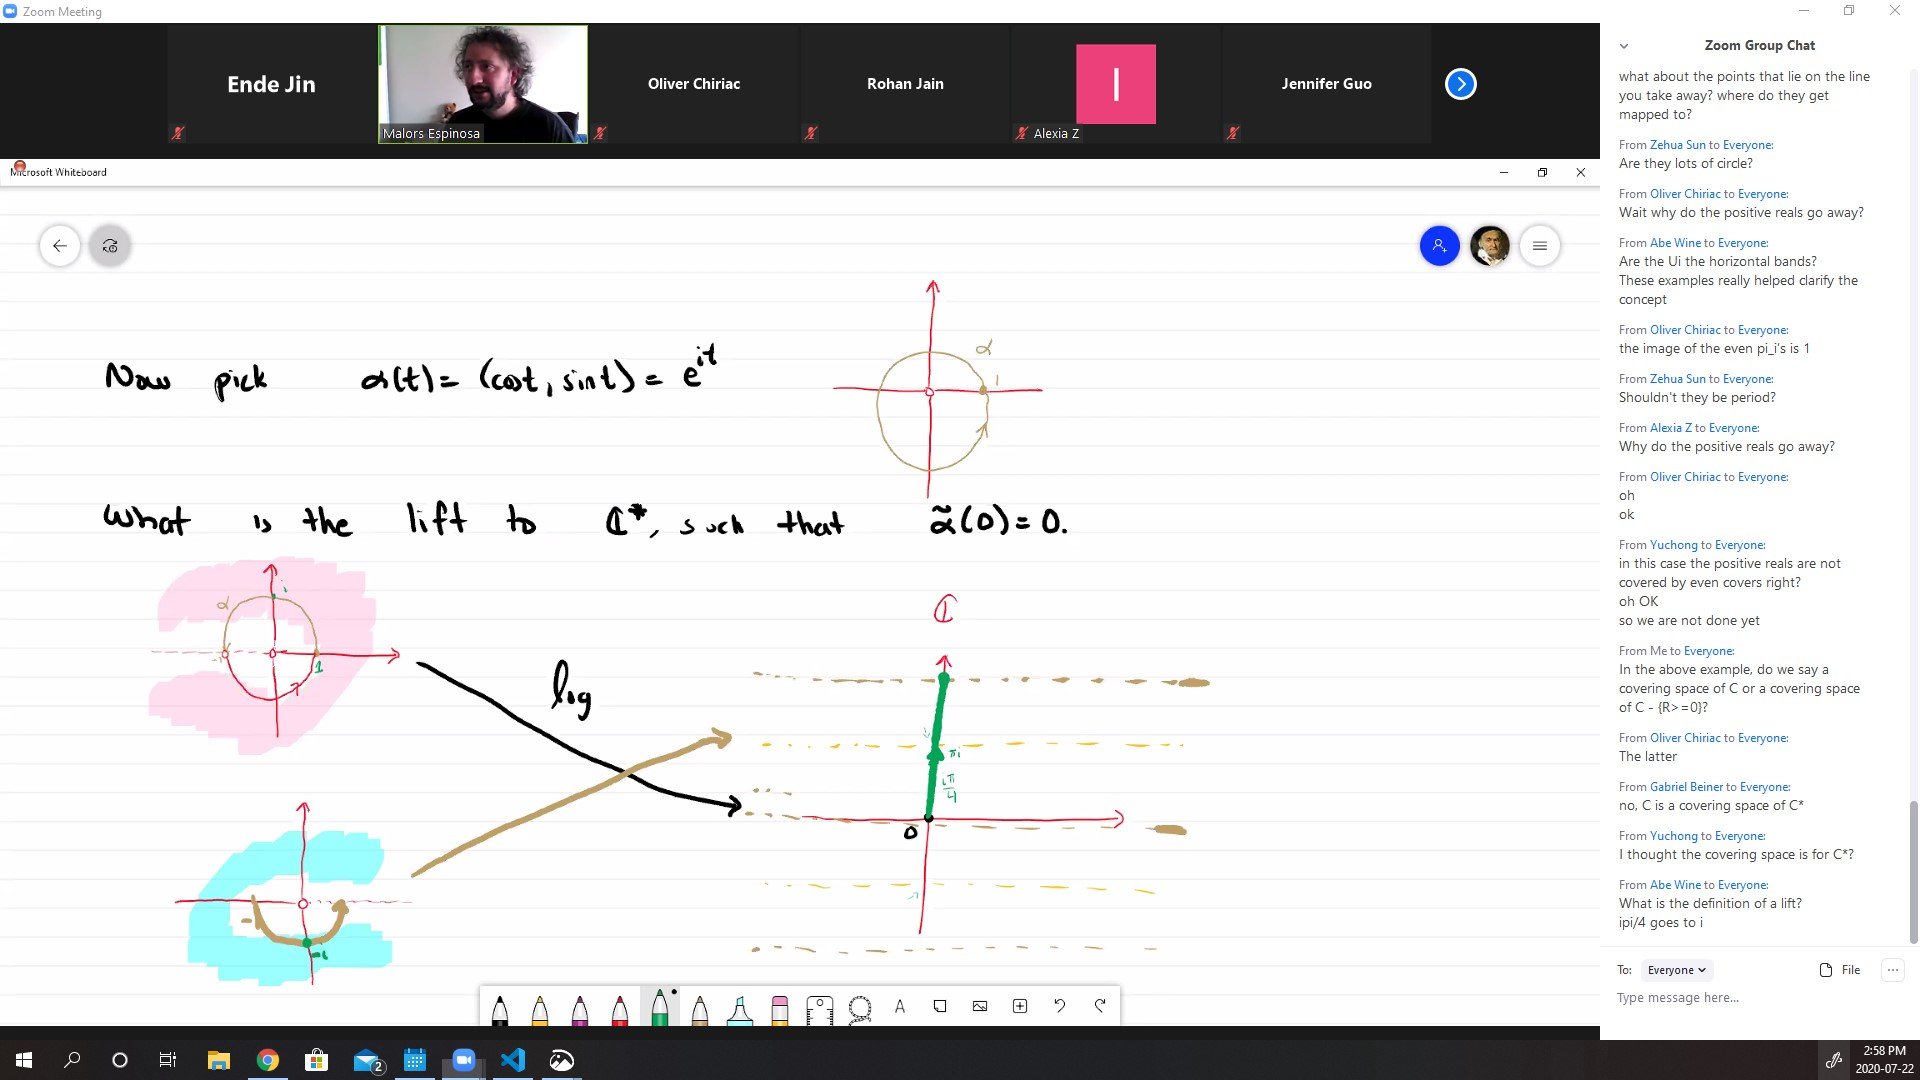 Zoom Meeting
Ende Jin
Malors Espinosa
Oliver Chiriac
Rohan Jain
I
Alexia Z
Jennifer Guo
Microsoft Whiteboard
Now pick α(t) = (cost, sint) = e^it
α
1
What is the lift to ℂ*, such that α̃(0) = 0.
α
i
-1
1
log
ℂ
πi
iπ/4
0
-i
A
Zoom Group Chat
what about the points that lie on the line
you take away? where do they get
mapped to?
From Zehua Sun to Everyone:
Are they lots of circle?
From Oliver Chiriac to Everyone:
Wait why do the positive reals go away?
From Abe Wine to Everyone:
Are the Ui the horizontal bands?
These examples really helped clarify the
concept
From Oliver Chiriac to Everyone:
the image of the even pi_i's is 1
From Zehua Sun to Everyone:
Shouldn't they be period?
From Alexia Z to Everyone:
Why do the positive reals go away?
From Oliver Chiriac to Everyone:
oh
ok
From Yuchong to Everyone:
in this case the positive reals are not
covered by even covers right?
oh OK
so we are not done yet
From Me to Everyone:
In the above example, do we say a
covering space of C or a covering space
of C - {R>=0}?
From Oliver Chiriac to Everyone:
The latter
From Gabriel Beiner to Everyone:
no, C is a covering space of C*
From Yuchong to Everyone:
I thought the covering space is for C*?
From Abe Wine to Everyone:
What is the definition of a lift?
ipi/4 goes to i
To: Everyone
File
Type message here...
2
2:58 PM
2020-07-22